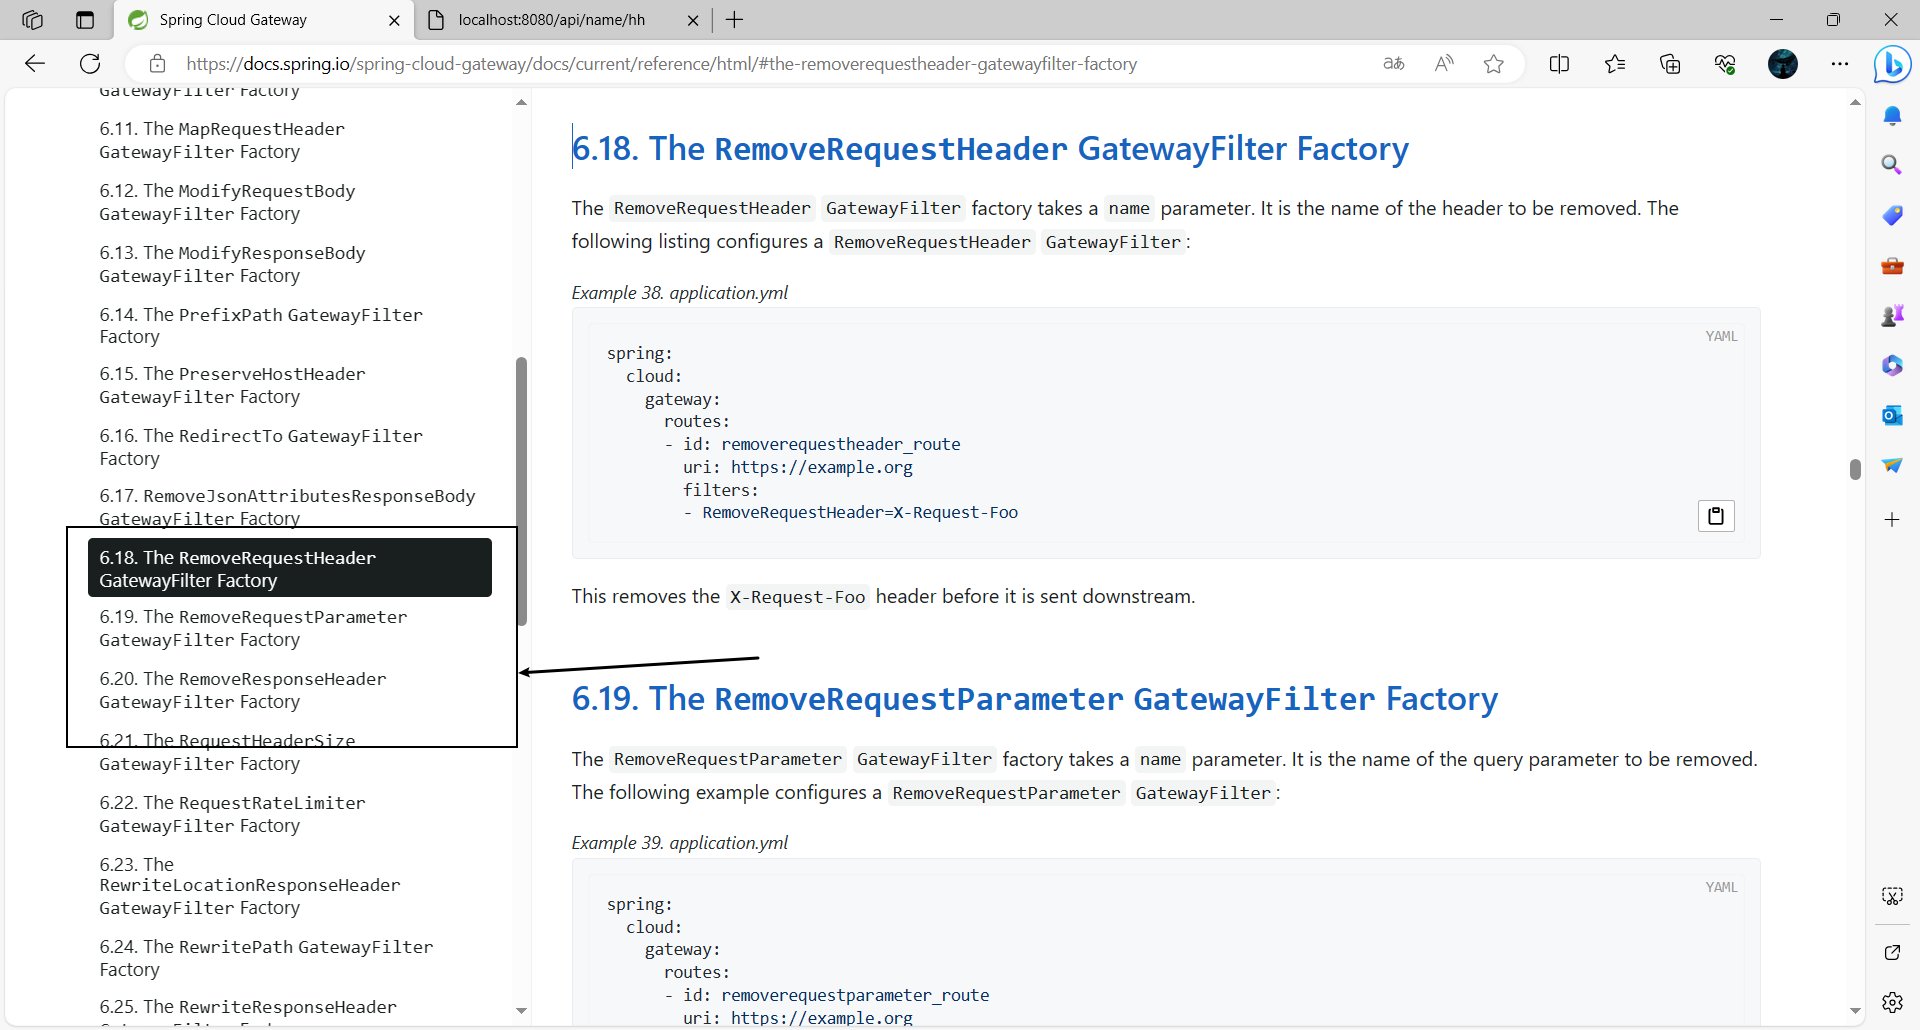 Spring Cloud Gateway
localhost:8080/api/name/hh
https://docs.spring.io/spring-cloud-gateway/docs/current/reference/html/#the-removerequestheader-gatewayfilter-factory
GatewayFilter Factory
6.11. The MapRequestHeader
GatewayFilter Factory
6.12. The ModifyRequestBody
GatewayFilter Factory
6.13. The ModifyResponseBody
GatewayFilter Factory
6.14. The PrefixPath GatewayFilter
Factory
6.15. The PreserveHostHeader
GatewayFilter Factory
6.16. The RedirectTo GatewayFilter
Factory
6.17. RemoveJsonAttributesResponseBody
GatewayFilter Factory
6.18. The RemoveRequestHeader
GatewayFilter Factory
6.19. The RemoveRequestParameter
GatewayFilter Factory
6.20. The RemoveResponseHeader
GatewayFilter Factory
6.21. The RequestHeaderSize
GatewayFilter Factory
6.22. The RequestRateLimiter
GatewayFilter Factory
6.23. The
RewriteLocationResponseHeader
GatewayFilter Factory
6.24. The RewritePath GatewayFilter
Factory
6.25. The RewriteResponseHeader
6.18. The RemoveRequestHeader GatewayFilter Factory
The RemoveRequestHeader GatewayFilter factory takes a name parameter. It is the name of the header to be removed. The
following listing configures a RemoveRequestHeader GatewayFilter:
Example 38. application.yml
YAML
spring:
  cloud:
    gateway:
      routes:
      - id: removerequestheader_route
        uri: https://example.org
        filters:
        - RemoveRequestHeader=X-Request-Foo
This removes the X-Request-Foo header before it is sent downstream.
6.19. The RemoveRequestParameter GatewayFilter Factory
The RemoveRequestParameter GatewayFilter factory takes a name parameter. It is the name of the query parameter to be removed.
The following example configures a RemoveRequestParameter GatewayFilter:
Example 39. application.yml
YAML
spring:
  cloud:
    gateway:
      routes:
      - id: removerequestparameter_route
        uri: https://example.org